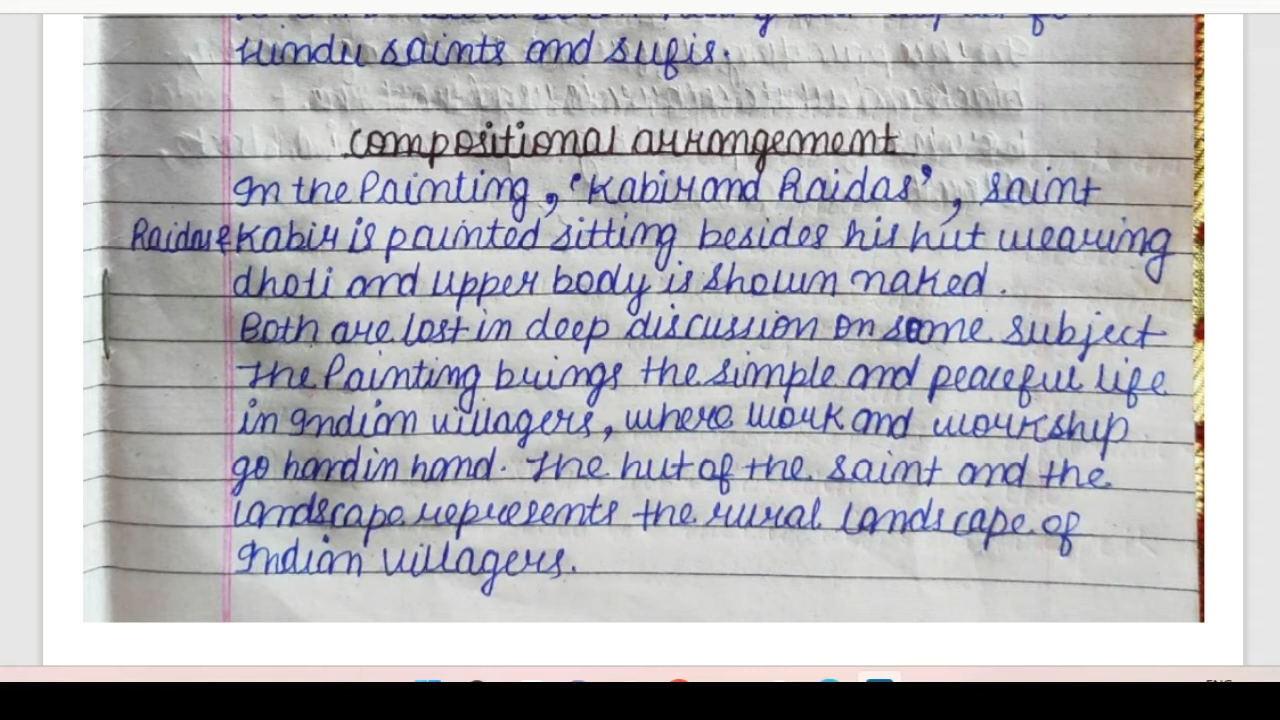 Hindu saints and sufis.
compositional arrangement
In the Painting, 'Kabir and Raidas', saint
Raidas & Kabir is painted sitting besides his hut wearing
dhoti and upper body is shown naked.
Both are lost in deep discussion on some subject
The Painting brings the simple and peaceful life
in Indian villagers, where work and workship
go hand in hand. The hut of the saint and the
landscape represents the rural landscape of
Indian villagers.